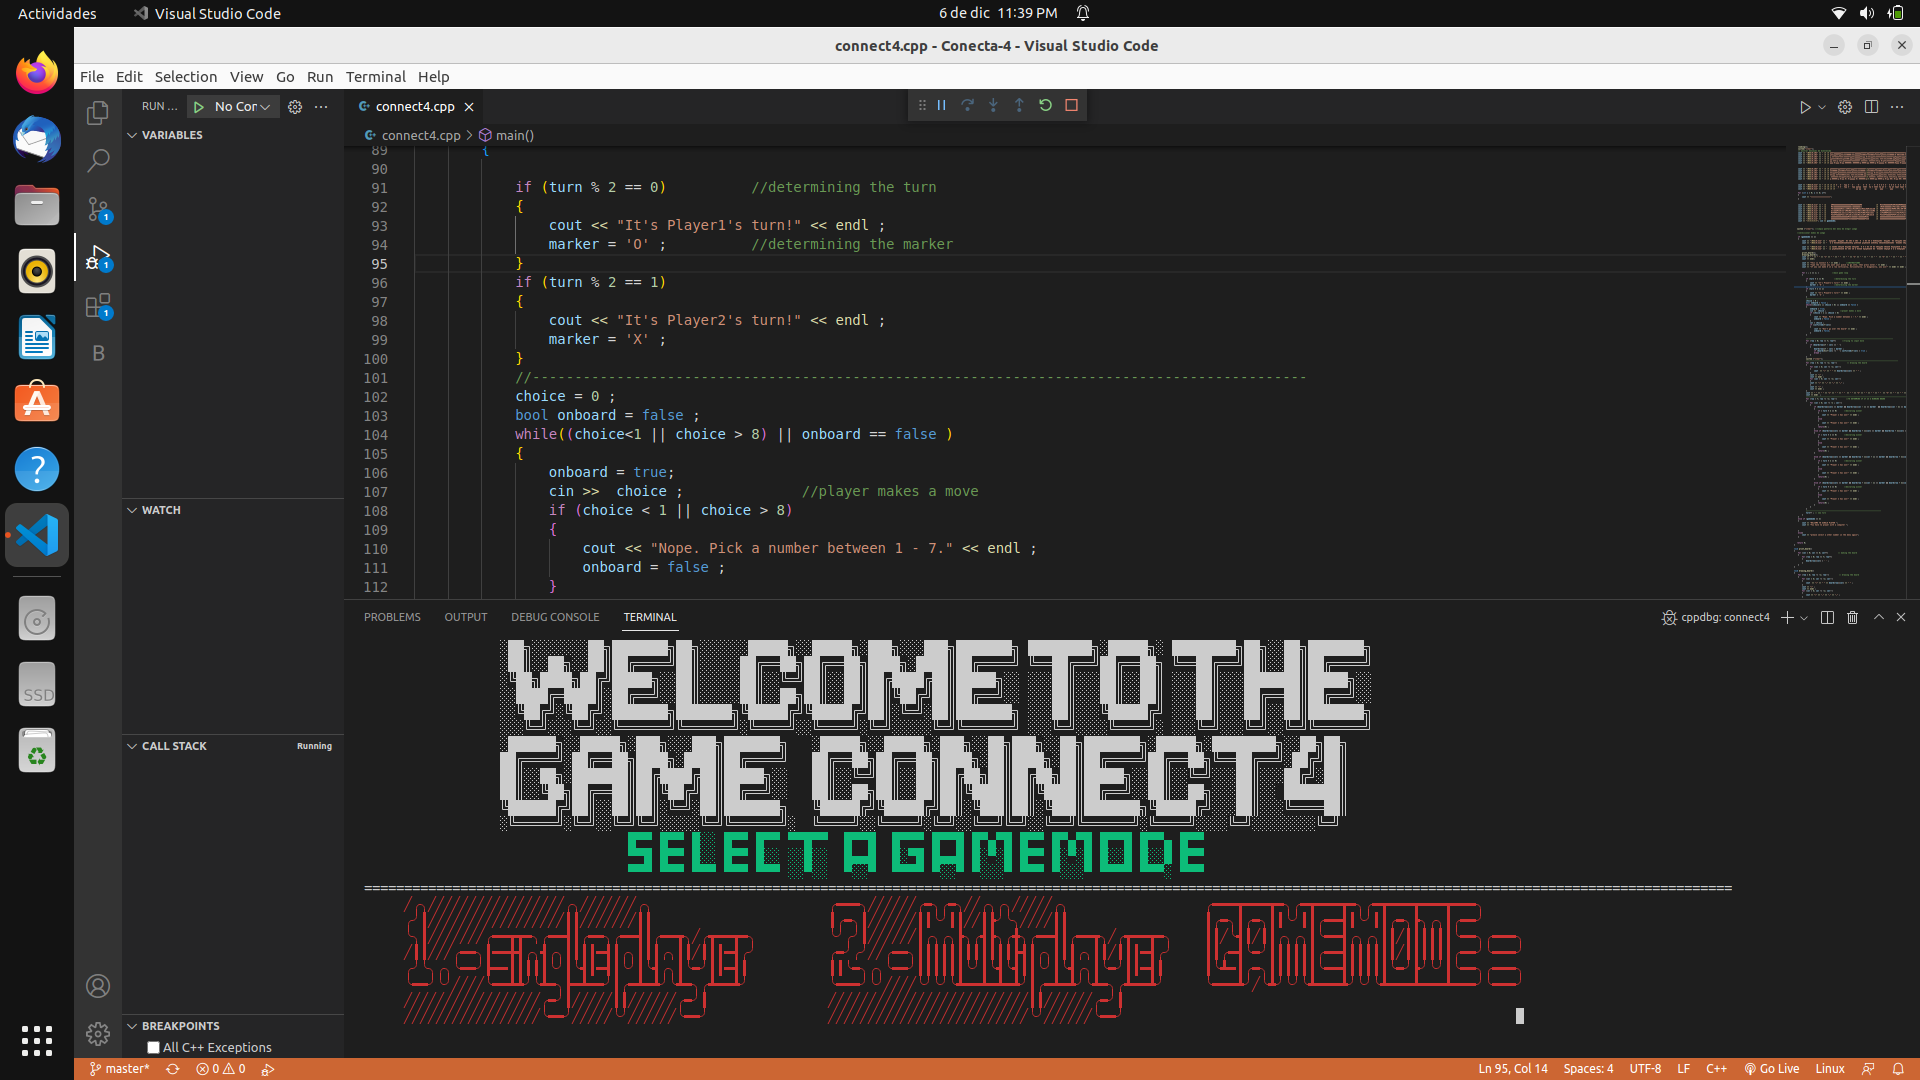 Actividades
Visual Studio Code
6 de dic 11:39 PM
connect4.cpp - Conecta-4 - Visual Studio Code
File Edit Selection View Go Run Terminal Help
RUN ...
No Cor
connect4.cpp
connect4.cpp > main()
VARIABLES
89 {
90
91 if (turn % 2 == 0) //determining the turn
92 {
93 cout << "It's Player1's turn!" << endl ;
94 marker = 'O' ; //determining the marker
95 }
96 if (turn % 2 == 1)
97 {
98 cout << "It's Player2's turn!" << endl ;
99 marker = 'X' ;
100 }
101 //--------------------------------------------------------------------------------------------
102 choice = 0 ;
103 bool onboard = false ;
104 while((choice<1 || choice > 8) || onboard == false )
105 {
106 onboard = true;
107 cin >> choice ; //player makes a move
108 if (choice < 1 || choice > 8)
109 {
110 cout << "Nope. Pick a number between 1 - 7." << endl ;
111 onboard = false ;
112 }
1
1
1
B
WATCH
CALL STACK Running
BREAKPOINTS
All C++ Exceptions
SSD
PROBLEMS OUTPUT DEBUG CONSOLE TERMINAL
cppdbg: connect4
WELCOME TO THE
GAME CONNECT 4
SELECT A GAMEMODE
1.-Singleplayer 2.-Multiplayer GAMEMODE=
master*
0 0
Ln 95, Col 14 Spaces: 4 UTF-8 LF C++ Go Live Linux